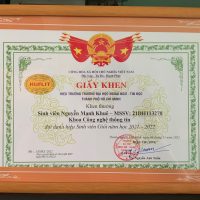 CỘNG HÒA XÃ HỘI CHỦ NGHĨA VIỆT NAM
Độc lập - Tự do - Hạnh Phúc
HUFLIT
GIẤY KHEN
HIỆU TRƯỞNG TRƯỜNG ĐẠI HỌC NGOẠI NGỮ - TIN HỌC
THÀNH PHỐ HỒ CHÍ MINH
Khen thưởng
Sinh viên Nguyễn Mạnh Khoẻ - MSSV: 21DH113278
Khoa Công nghệ thông tin
đạt danh hiệu Sinh viên Giỏi năm học 2021 - 2022